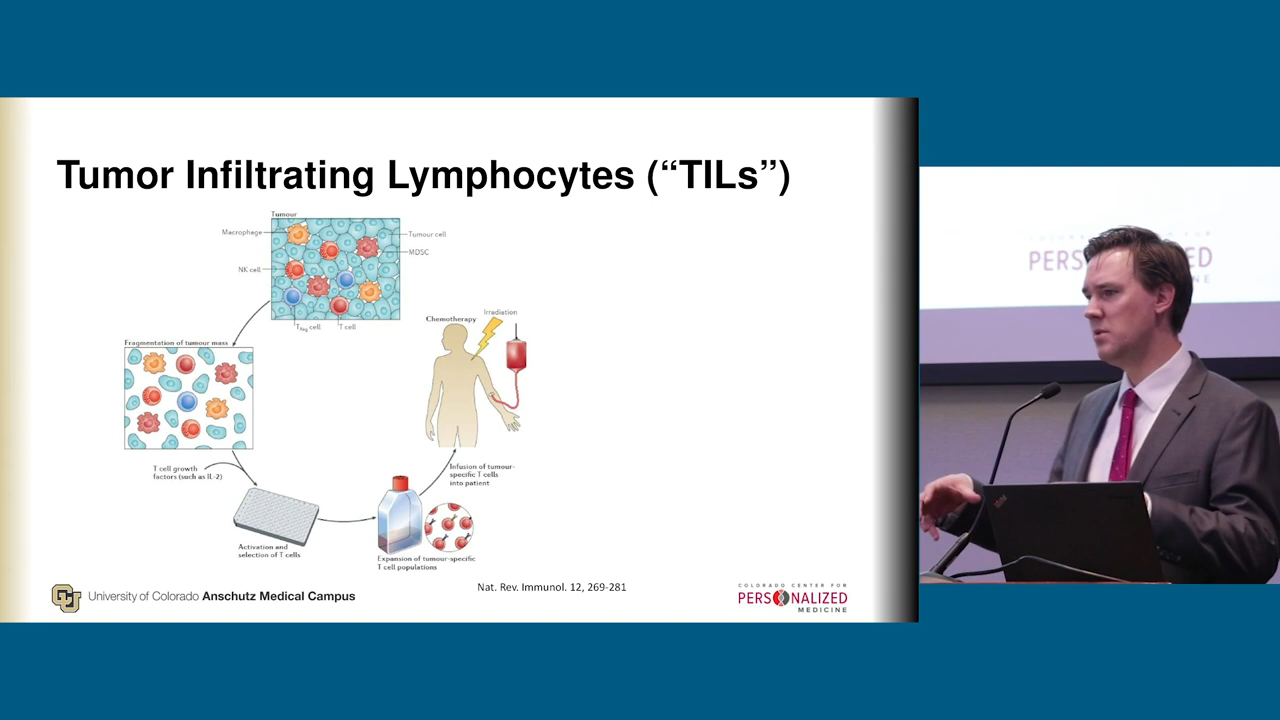 Tumor Infiltrating Lymphocytes (“TILs”)
Tumour
Macrophage
Tumour cell
MDSC
NK cell
TReg cell
T cell
Fragmentation of tumour mass
Chemotherapy
Irradiation
T cell growth
factors (such as IL-2)
Infusion of tumour-
specific T cells
into patient
Activation and
selection of T cells
Expansion of tumour-specific
T cell populations
Nat. Rev. Immunol. 12, 269-281
CU
University of Colorado Anschutz Medical Campus
COLORADO CENTER FOR
PERSONALIZED
MEDICINE